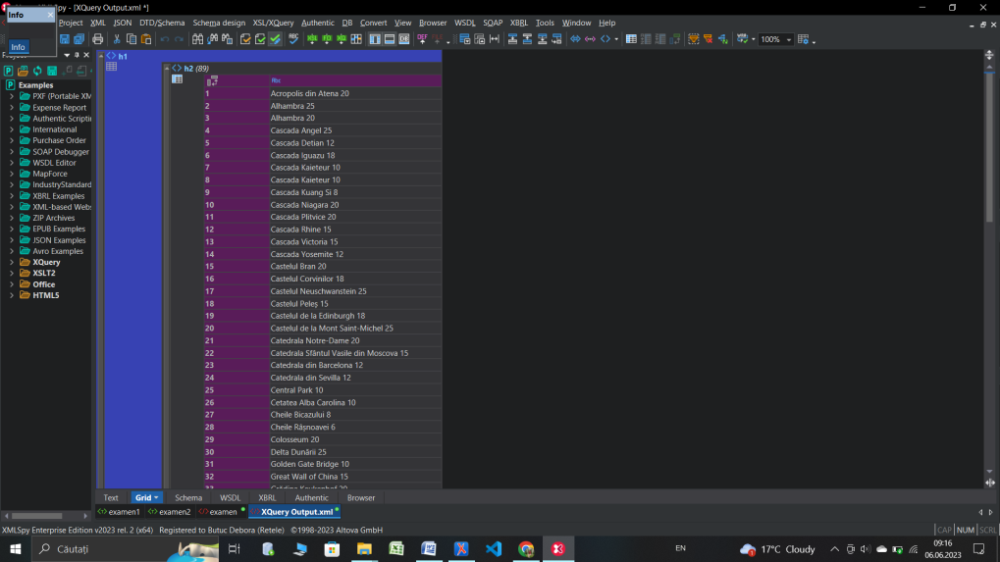 Spy - [XQuery Output.xml *]
Info
Info
Project XML JSON DTD/Schema Schema design XSL/XQuery Authentic DB Convert View Browser WSDL SOAP XBRL Tools Window Help
100%
Examples
PXF (Portable XM
Expense Report
Authentic Scriptin
International
Purchase Order
SOAP Debugger
WSDL Editor
MapForce
IndustryStandard
XBRL Examples
XML-based Webs
ZIP Archives
EPUB Examples
JSON Examples
Avro Examples
XQuery
XSLT2
Office
HTML5
h1
h2 (89)
Abc
1 Acropolis din Atena 20
2 Alhambra 25
3 Alhambra 20
4 Cascada Angel 25
5 Cascada Detian 12
6 Cascada Iguazu 18
7 Cascada Kaieteur 10
8 Cascada Kaieteur 10
9 Cascada Kuang Si 8
10 Cascada Niagara 20
11 Cascada Plitvice 20
12 Cascada Rhine 15
13 Cascada Victoria 15
14 Cascada Yosemite 12
15 Castelul Bran 20
16 Castelul Corvinilor 18
17 Castelul Neuschwanstein 25
18 Castelul Peleș 15
19 Castelul de la Edinburgh 18
20 Castelul de la Mont Saint-Michel 25
21 Catedrala Notre-Dame 20
22 Catedrala Sfântul Vasile din Moscova 15
23 Catedrala din Barcelona 12
24 Catedrala din Sevilla 12
25 Central Park 10
26 Cetatea Alba Carolina 10
27 Cheile Bicazului 8
28 Cheile Râșnoavei 6
29 Colosseum 20
30 Delta Dunării 25
31 Golden Gate Bridge 10
32 Great Wall of China 15
Text Grid Schema WSDL XBRL Authentic Browser
examen1 examen2 examen XQuery Output.xml
XMLSpy Enterprise Edition v2023 rel. 2 (x64) Registered to Butuc Debora (Retele) ©1998-2023 Altova GmbH
CAP NUM SCRL
Căutați
EN
17°C Cloudy
09:16
06.06.2023